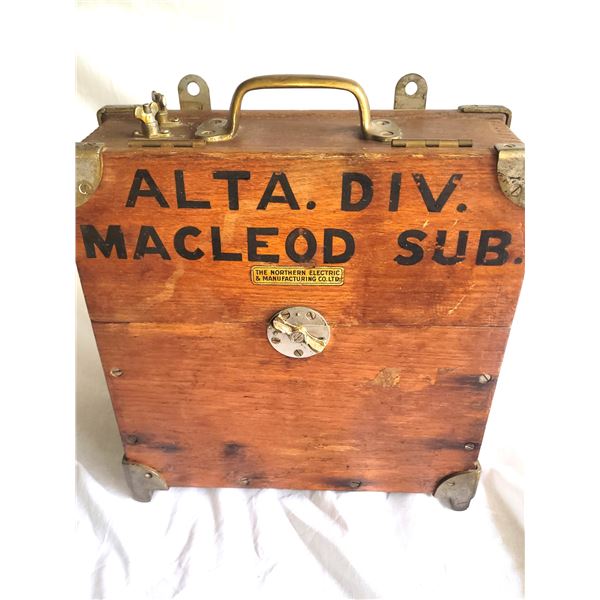 ALTA. DIV.
MACLEOD SUB.
THE NORTHERN ELECTRIC
& MANUFACTURING CO. LTD.